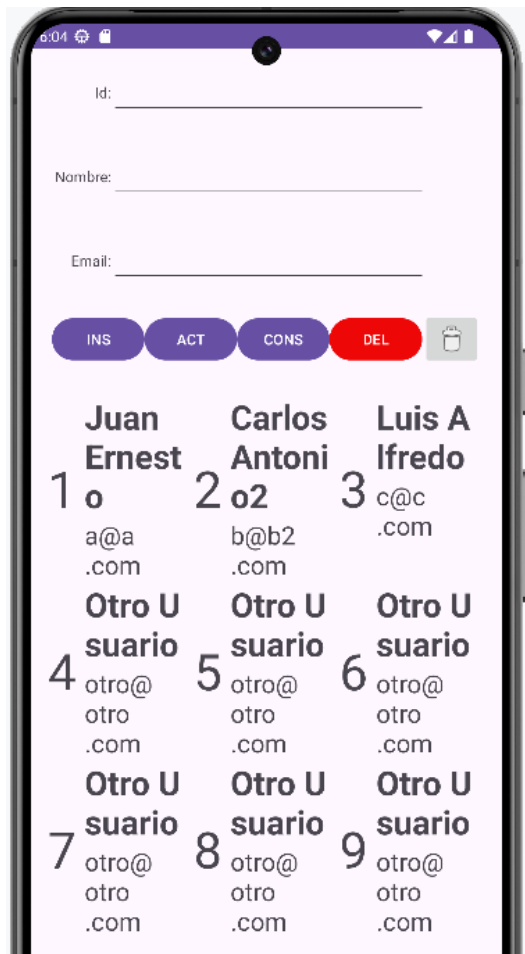 6:04
Id:
Nombre:
Email:
INS ACT CONS DEL
1
Juan
Ernest
o
a@a
.com
2
Carlos
Antoni
o2
b@b2
.com
3
Luis A
lfredo
c@c
.com
4
Otro U
suario
otro@
otro
.com
5
Otro U
suario
otro@
otro
.com
6
Otro U
suario
otro@
otro
.com
7
Otro U
suario
otro@
otro
.com
8
Otro U
suario
otro@
otro
.com
9
Otro U
suario
otro@
otro
.com